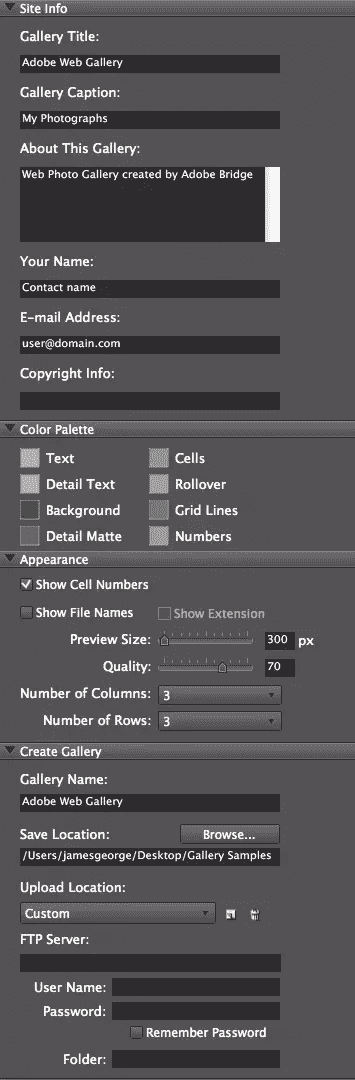 Site Info
Gallery Title:
Adobe Web Gallery
Gallery Caption:
My Photographs
About This Gallery:
Web Photo Gallery created by Adobe Bridge
Your Name:
Contact name
E-mail Address:
user@domain.com
Copyright Info:
Color Palette
Text Cells
Detail Text Rollover
Background Grid Lines
Detail Matte Numbers
Appearance
Show Cell Numbers
Show File Names Show Extension
Preview Size: 300 px
Quality: 70
Number of Columns: 3
Number of Rows: 3
Create Gallery
Gallery Name:
Adobe Web Gallery
Save Location: Browse...
/Users/jamesgeorge/Desktop/Gallery Samples
Upload Location:
Custom
FTP Server:
User Name:
Password:
Remember Password
Folder: